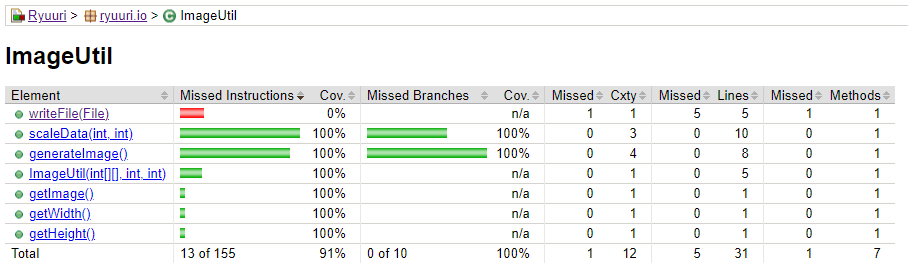 Ryuuri > ryuuri.io > ImageUtil
ImageUtil
Element Missed Instructions Cov. Missed Branches Cov. Missed Cxty Missed Lines Missed Methods
writeFile(File) 0% n/a 1 1 5 5 1 1
scaleData(int, int) 100% 100% 0 3 0 10 0 1
generateImage() 100% 100% 0 4 0 8 0 1
ImageUtil(int[][], int, int) 100% n/a 0 1 0 5 0 1
getImage() 100% n/a 0 1 0 1 0 1
getWidth() 100% n/a 0 1 0 1 0 1
getHeight() 100% n/a 0 1 0 1 0 1
Total 13 of 155 91% 0 of 10 100% 1 12 5 31 1 7